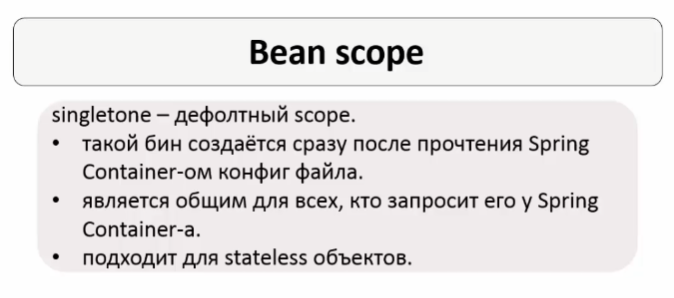 Bean scope
singletone – дефолтный scope.
• такой бин создаётся сразу после прочтения Spring
Container-ом конфиг файла.
• является общим для всех, кто запросит его у Spring
Container-а.
• подходит для stateless объектов.